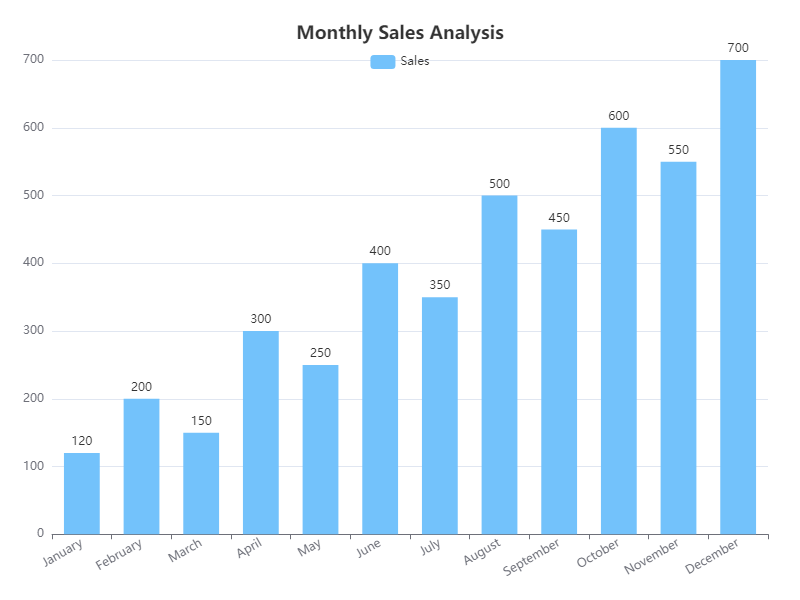 Monthly Sales Analysis
Sales
700
600
500
400
300
200
100
0
120
200
150
300
250
400
350
500
450
600
550
700
January
February
March
April
May
June
July
August
September
October
November
December